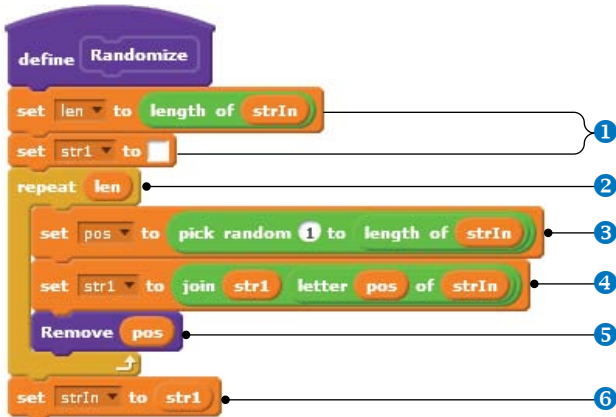 define Randomize
set len to length of strIn
set str1 to
1
repeat len
2
set pos to pick random 1 to length of strIn
3
set str1 to join str1 letter pos of strIn
4
Remove pos
5
set strIn to str1
6